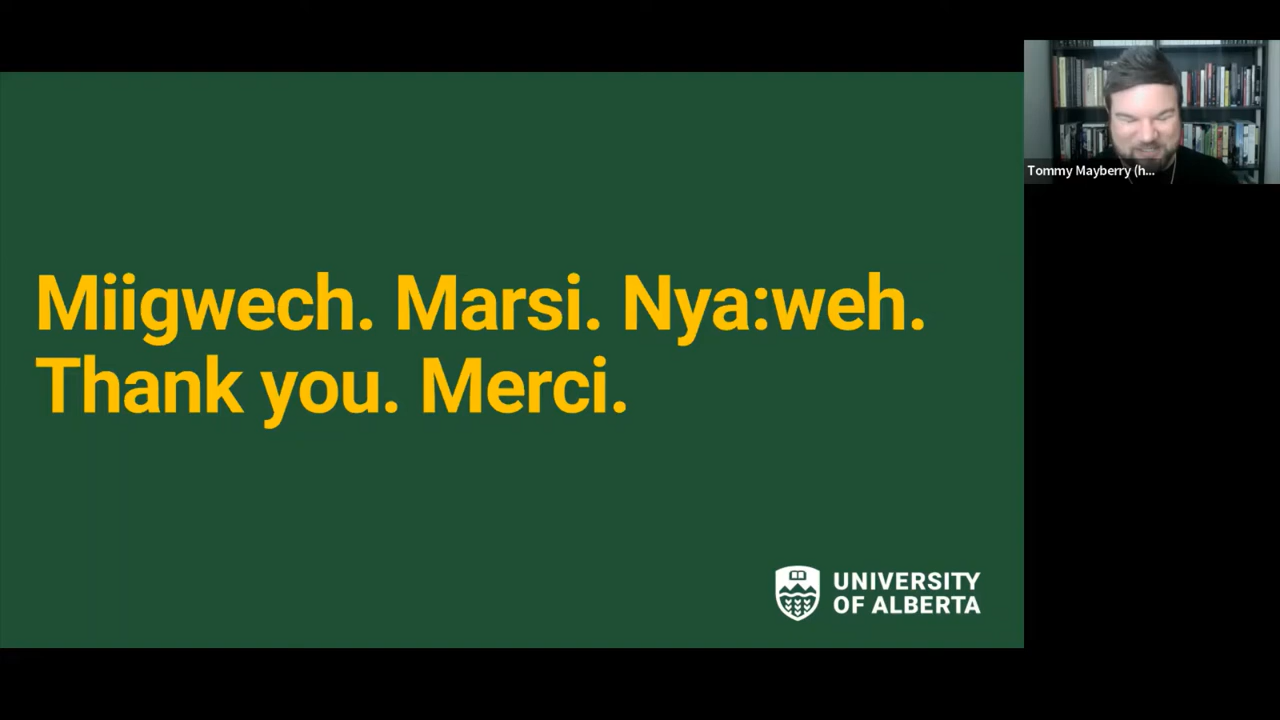 Miigwech. Marsi. Nya:weh.
Thank you. Merci.
UNIVERSITY
OF ALBERTA
Tommy Mayberry (h...